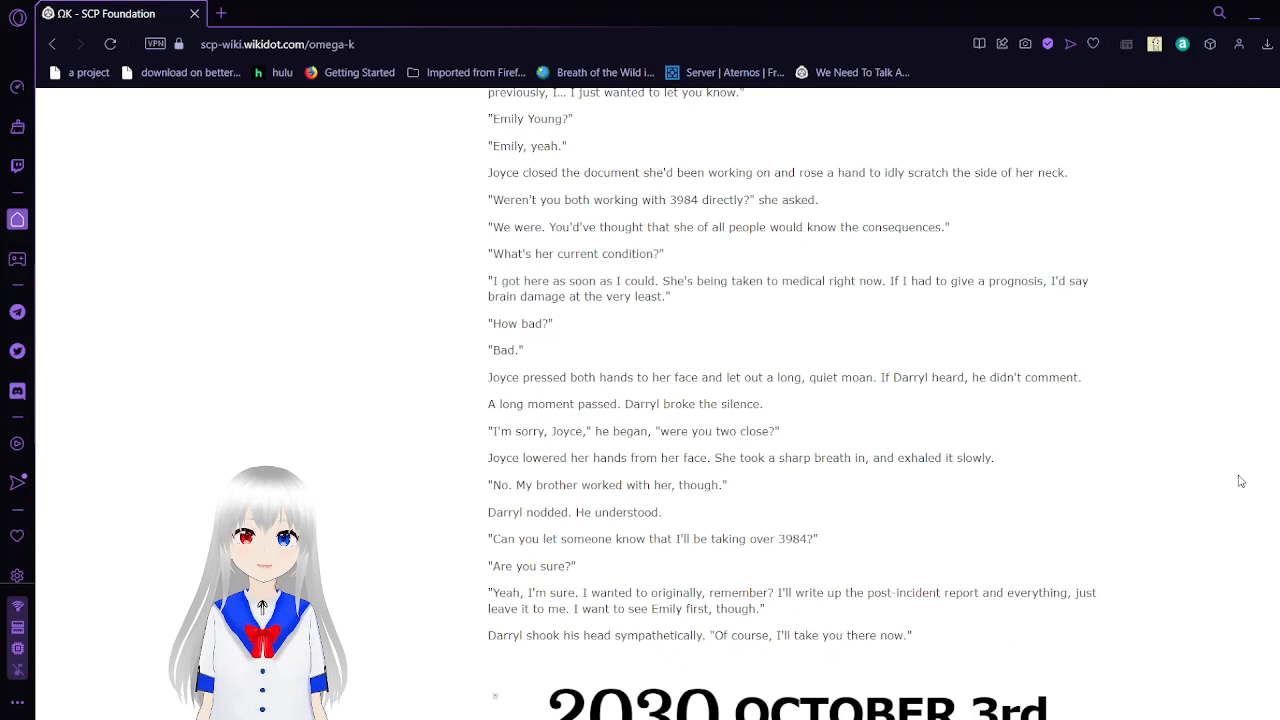 ΩK - SCP Foundation
VPN
scp-wiki.wikidot.com/omega-k
a project
download on better...
hulu
Getting Started
Imported from Firef...
Breath of the Wild i...
Server | Aternos | Fr...
We Need To Talk A...
previously, I... I just wanted to let you know."
"Emily Young?"
"Emily, yeah."
Joyce closed the document she'd been working on and rose a hand to idly scratch the side of her neck.
"Weren't you both working with 3984 directly?" she asked.
"We were. You'd've thought that she of all people would know the consequences."
"What's her current condition?"
"I got here as soon as I could. She's being taken to medical right now. If I had to give a prognosis, I'd say
brain damage at the very least."
"How bad?"
"Bad."
Joyce pressed both hands to her face and let out a long, quiet moan. If Darryl heard, he didn't comment.
A long moment passed. Darryl broke the silence.
"I'm sorry, Joyce," he began, "were you two close?"
Joyce lowered her hands from her face. She took a sharp breath in, and exhaled it slowly.
"No. My brother worked with her, though."
Darryl nodded. He understood.
"Can you let someone know that I'll be taking over 3984?"
"Are you sure?"
"Yeah, I'm sure. I wanted to originally, remember? I'll write up the post-incident report and everything, just
leave it to me. I want to see Emily first, though."
Darryl shook his head sympathetically. "Of course, I'll take you there now."
2030 OCTOBER 3rd